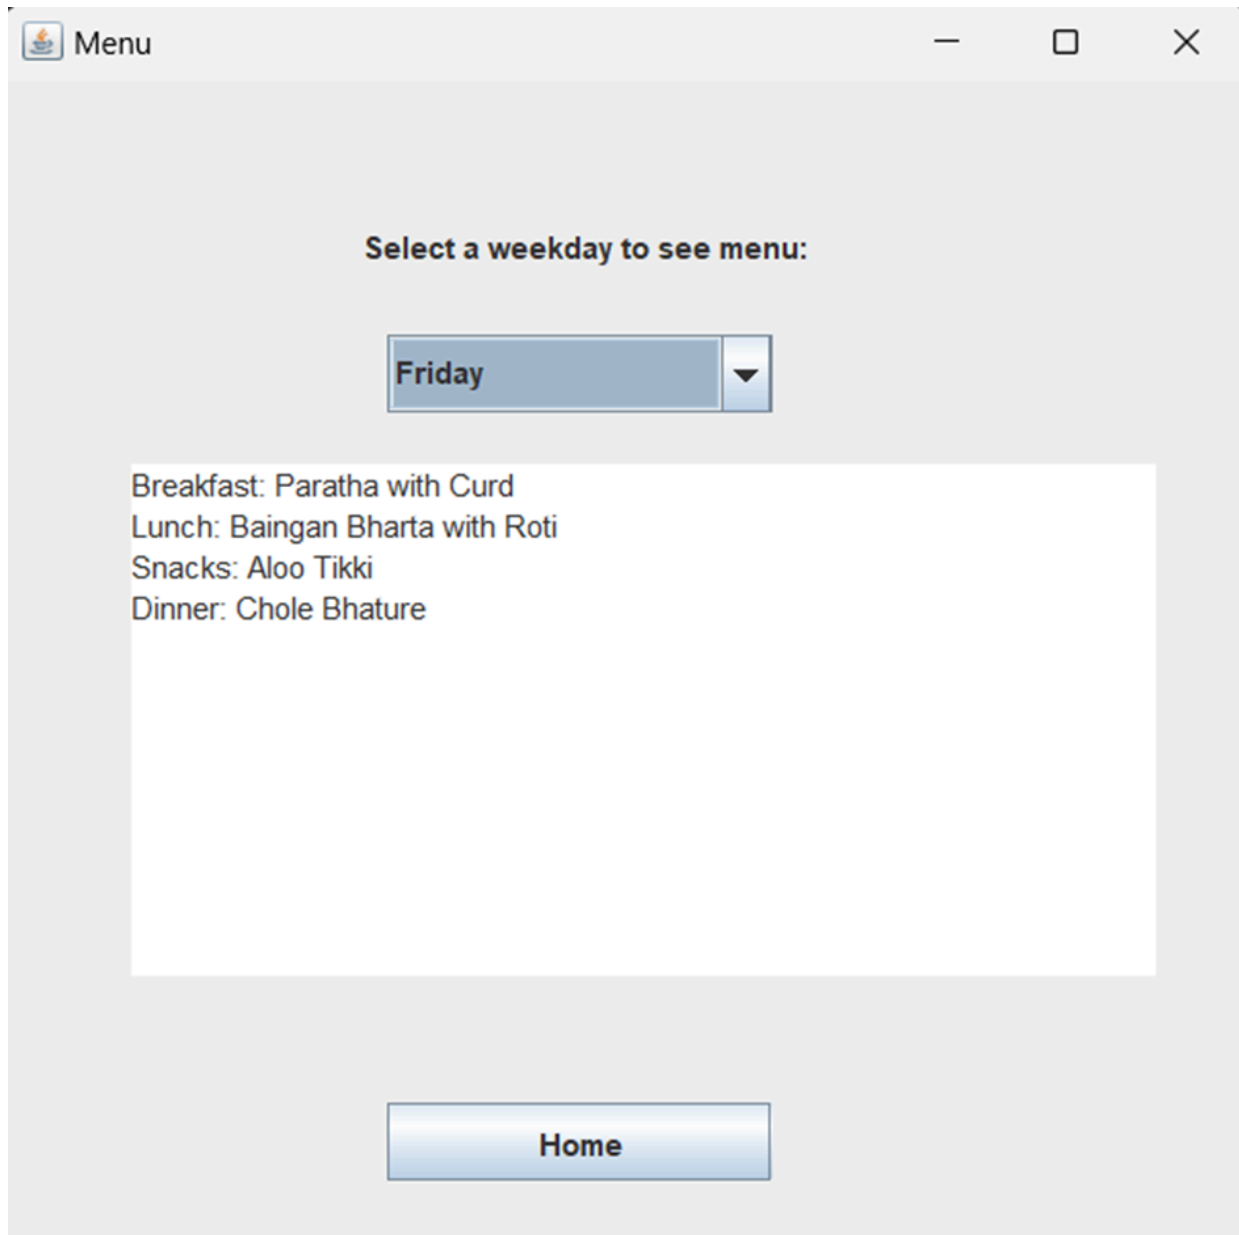 Menu
Select a weekday to see menu:
Friday
Breakfast: Paratha with Curd
Lunch: Baingan Bharta with Roti
Snacks: Aloo Tikki
Dinner: Chole Bhature
Home